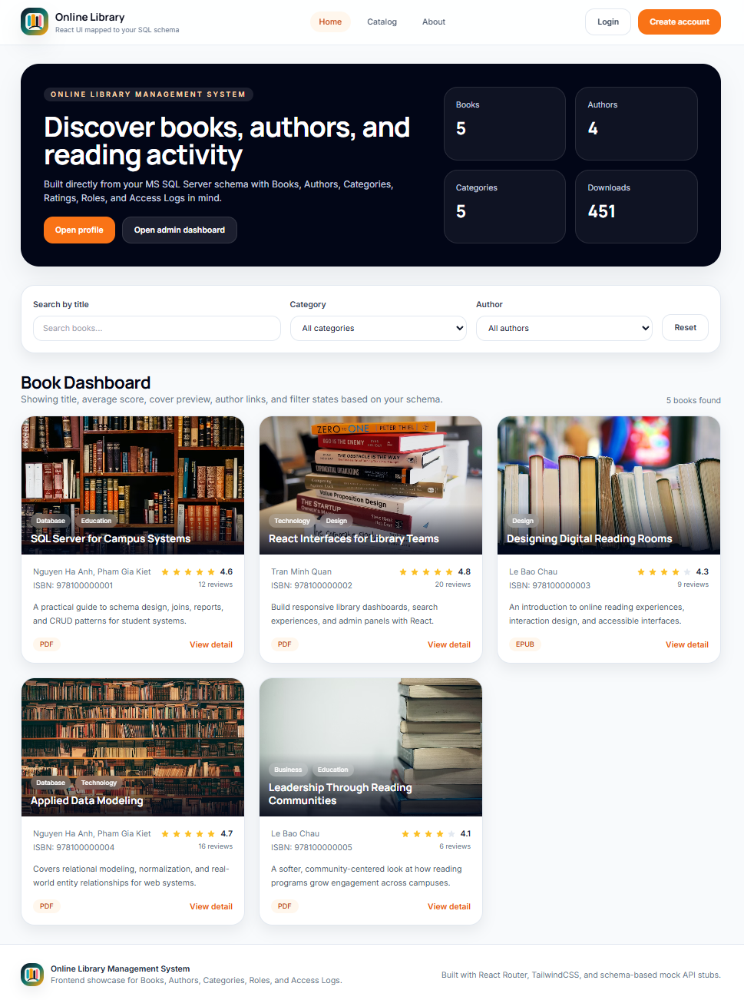 Online Library
React UI mapped to your SQL schema
Home
Catalog
About
Login
Create account
ONLINE LIBRARY MANAGEMENT SYSTEM
Discover books, authors, and
reading activity
Built directly from your MS SQL Server schema with Books, Authors, Categories,
Ratings, Roles, and Access Logs in mind.
Open profile
Open admin dashboard
Books
5
Authors
4
Categories
5
Downloads
451
Search by title
Search books...
Category
All categories
Author
All authors
Reset
Book Dashboard
Showing title, average score, cover preview, author links, and filter states based on your schema.
5 books found
Database
Education
SQL Server for Campus Systems
Nguyen Ha Anh, Pham Gia Kiet
4.6
ISBN: 978100000001
12 reviews
A practical guide to schema design, joins, reports,
and CRUD patterns for student systems.
PDF
View detail
ZERO TO ONE PETER THIEL
EGO IS THE ENEMY
THE OBSTACLE IS THE WAY
EXPONENTIAL ORGANISATIONS
Value Proposition Design
THE STARTUP
OWNER'S MANUAL
Technology
Design
React Interfaces for Library Teams
Tran Minh Quan
4.8
ISBN: 978100000002
20 reviews
Build responsive library dashboards, search
experiences, and admin panels with React.
PDF
View detail
Design
Designing Digital Reading Rooms
Le Bao Chau
4.3
ISBN: 978100000003
9 reviews
An introduction to online reading experiences,
interaction design, and accessible interfaces.
EPUB
View detail
Database
Technology
Applied Data Modeling
Nguyen Ha Anh, Pham Gia Kiet
4.7
ISBN: 978100000004
16 reviews
Covers relational modeling, normalization, and real-
world entity relationships for web systems.
PDF
View detail
Business
Education
Leadership Through Reading
Communities
Le Bao Chau
4.1
ISBN: 978100000005
6 reviews
A softer, community-centered look at how reading
programs grow engagement across campuses.
PDF
View detail
Online Library Management System
Frontend showcase for Books, Authors, Categories, Roles, and Access Logs.
Built with React Router, TailwindCSS, and schema-based mock API stubs.